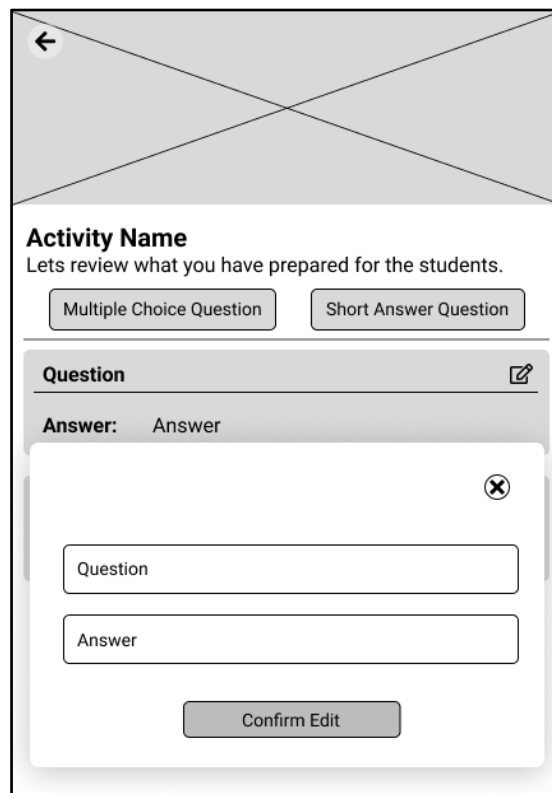 Activity Name
Lets review what you have prepared for the students.
Multiple Choice Question Short Answer Question
Question
Answer: Answer
Question
Answer
Confirm Edit